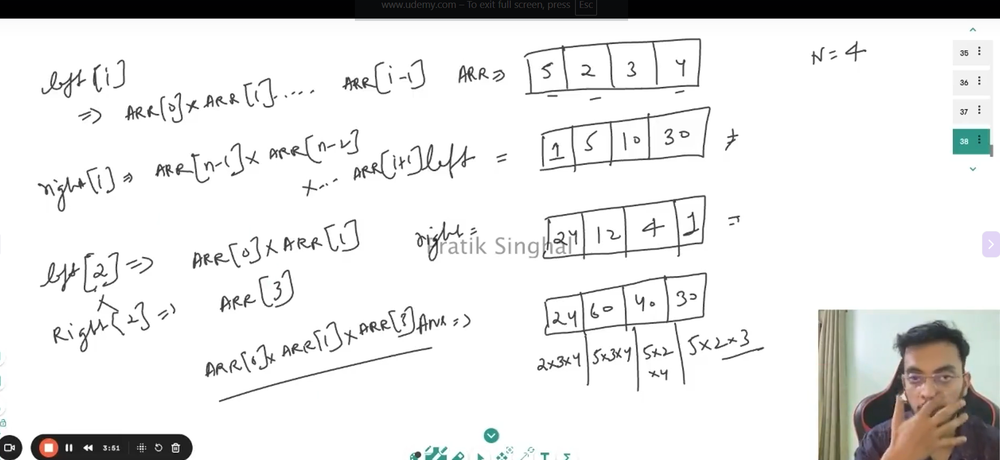 www.udemy.com – To exit full screen, press Esc
left[i]
=> ARR[0] x ARR[1]..... ARR[i-1]
ARR =>
5 2 3 4
N = 4
right[i] => ARR[n-1] x ARR[n-2]
x... ARR[i+1]
left =
1 5 10 30
right =
24 12 4 1
=
Pratik Singhal
left[2] => ARR[0] x ARR[1]
x
Right[2] => ARR[3]
ARR[0] x ARR[1] x ARR[3]
Ans =>
24 60 40 30
2x3x4 5x3x4 5x2 5x2x3
x4
35
36
37
38
3:51
T Σ